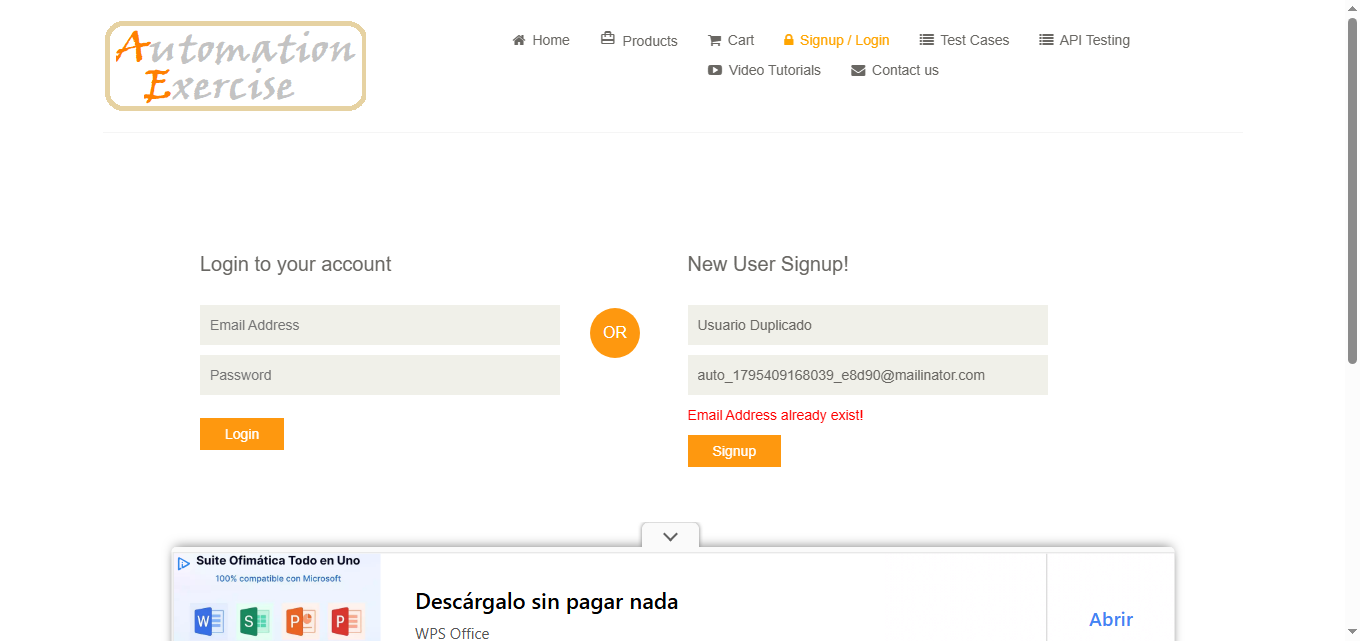 Automation
Exercise
Home
Products
Cart
Signup / Login
Test Cases
API Testing
Video Tutorials
Contact us
Login to your account
Email Address
Password
Login
OR
New User Signup!
Usuario Duplicado
auto_1795409168039_e8d90@mailinator.com
Email Address already exist!
Signup
Suite Ofimática Todo en Uno
100% compatible con Microsoft
W
S
P
P
Descárgalo sin pagar nada
WPS Office
Abrir